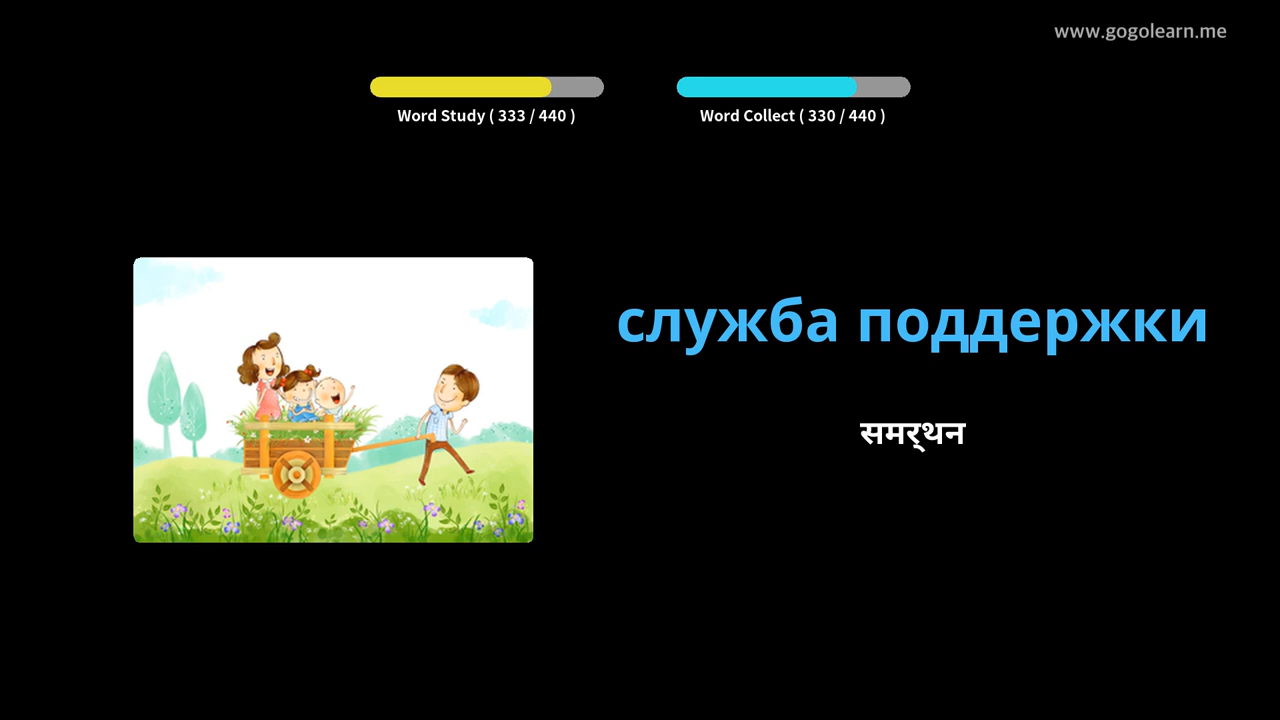 www.gogolearn.me
Word Study ( 333 / 440 )
Word Collect ( 330 / 440 )
служба поддержки
समर्थन